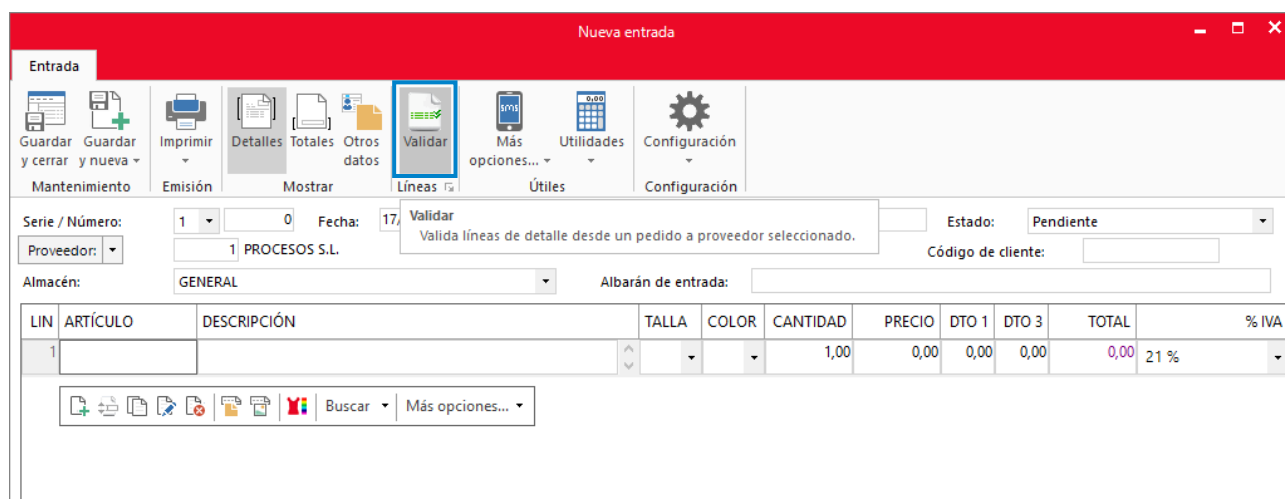 Nueva entrada
Entrada
Guardar y cerrar
Guardar y nueva
Imprimir
Detalles
Totales
Otros datos
Validar
sms
Más opciones...
0,00
Utilidades
Configuración
Mantenimiento
Emisión
Mostrar
Líneas
Útiles
Configuración
Serie / Número: 1 0 Fecha: 17/ Estado: Pendiente
Validar
Valida líneas de detalle desde un pedido a proveedor seleccionado.
Proveedor: 1 PROCESOS S.L. Código de cliente:
Almacén: GENERAL Albarán de entrada:
LIN ARTÍCULO DESCRIPCIÓN TALLA COLOR CANTIDAD PRECIO DTO 1 DTO 3 TOTAL % IVA
1 1,00 0,00 0,00 0,00 0,00 21 %
Buscar Más opciones...